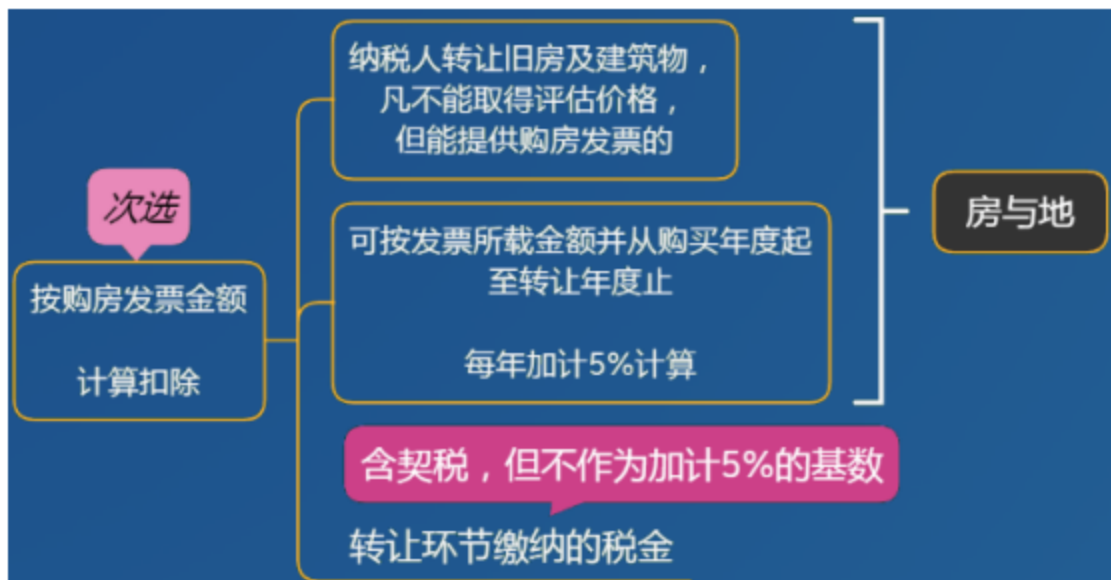 纳税人转让旧房及建筑物，
凡不能取得评估价格，
但能提供购房发票的
次选
按购房发票金额
计算扣除
可按发票所载金额并从购买年度起
至转让年度止
每年加计5%计算
房与地
含契税，但不作为加计5%的基数
转让环节缴纳的税金